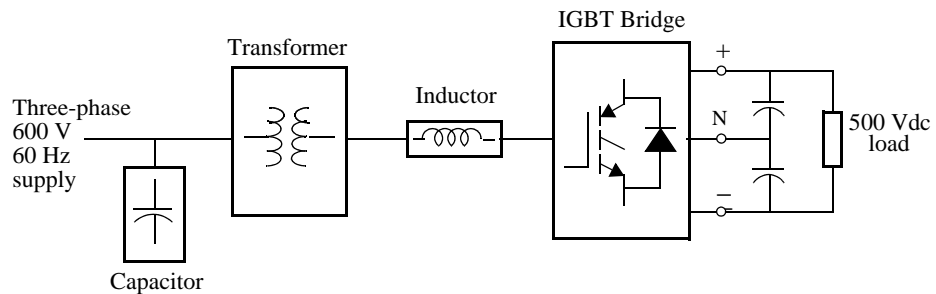 IGBT Bridge
Transformer
Inductor
Three-phase
600 V
60 Hz
supply
+
N
−
500 Vdc
load
Capacitor